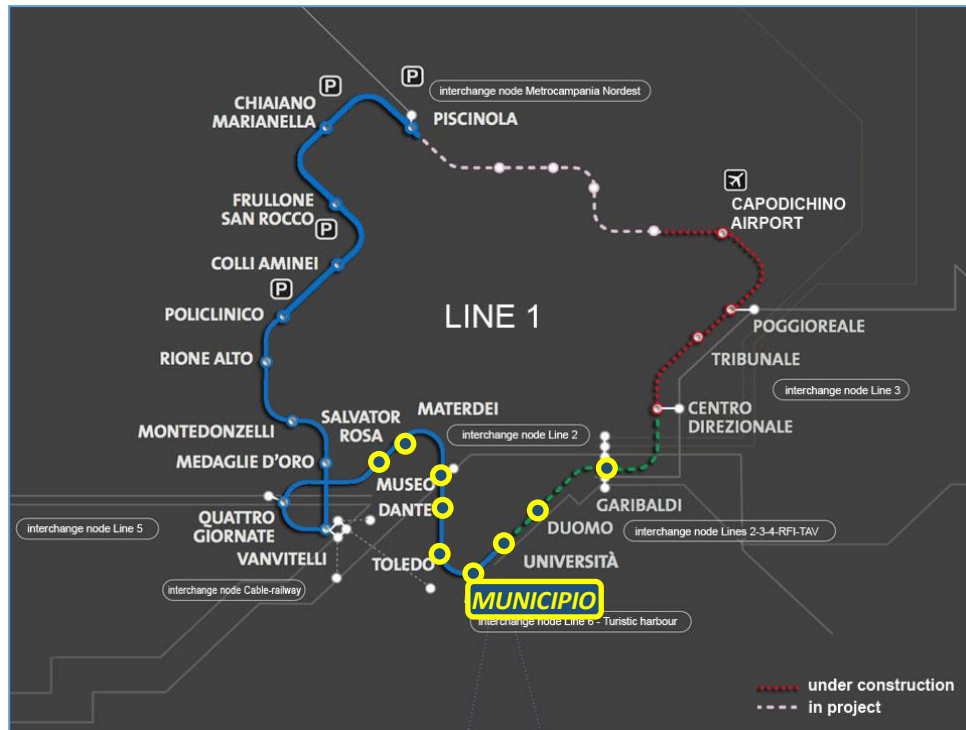 P
P
interchange node Metrocampania Nordest
CHIAIANO
MARIANELLA
PISCINOLA
FRULLONE
SAN ROCCO
P
CAPODICHINO
AIRPORT
COLLI AMINEI
P
POLICLINICO
LINE 1
POGGIOREALE
RIONE ALTO
TRIBUNALE
interchange node Line 3
MONTEDONZELLI
SALVATOR
ROSA
MATERDEI
CENTRO
DIREZIONALE
interchange node Line 2
MEDAGLIE D'ORO
MUSEO
GARIBALDI
DANTE
QUATTRO
GIORNATE
interchange node Line 5
DUOMO
interchange node Lines 2-3-4-RFI-TAV
VANVITELLI
TOLEDO
UNIVERSITÀ
interchange node Cable-railway
MUNICIPIO
interchange node Line 6 - Turistic harbour
under construction
in project